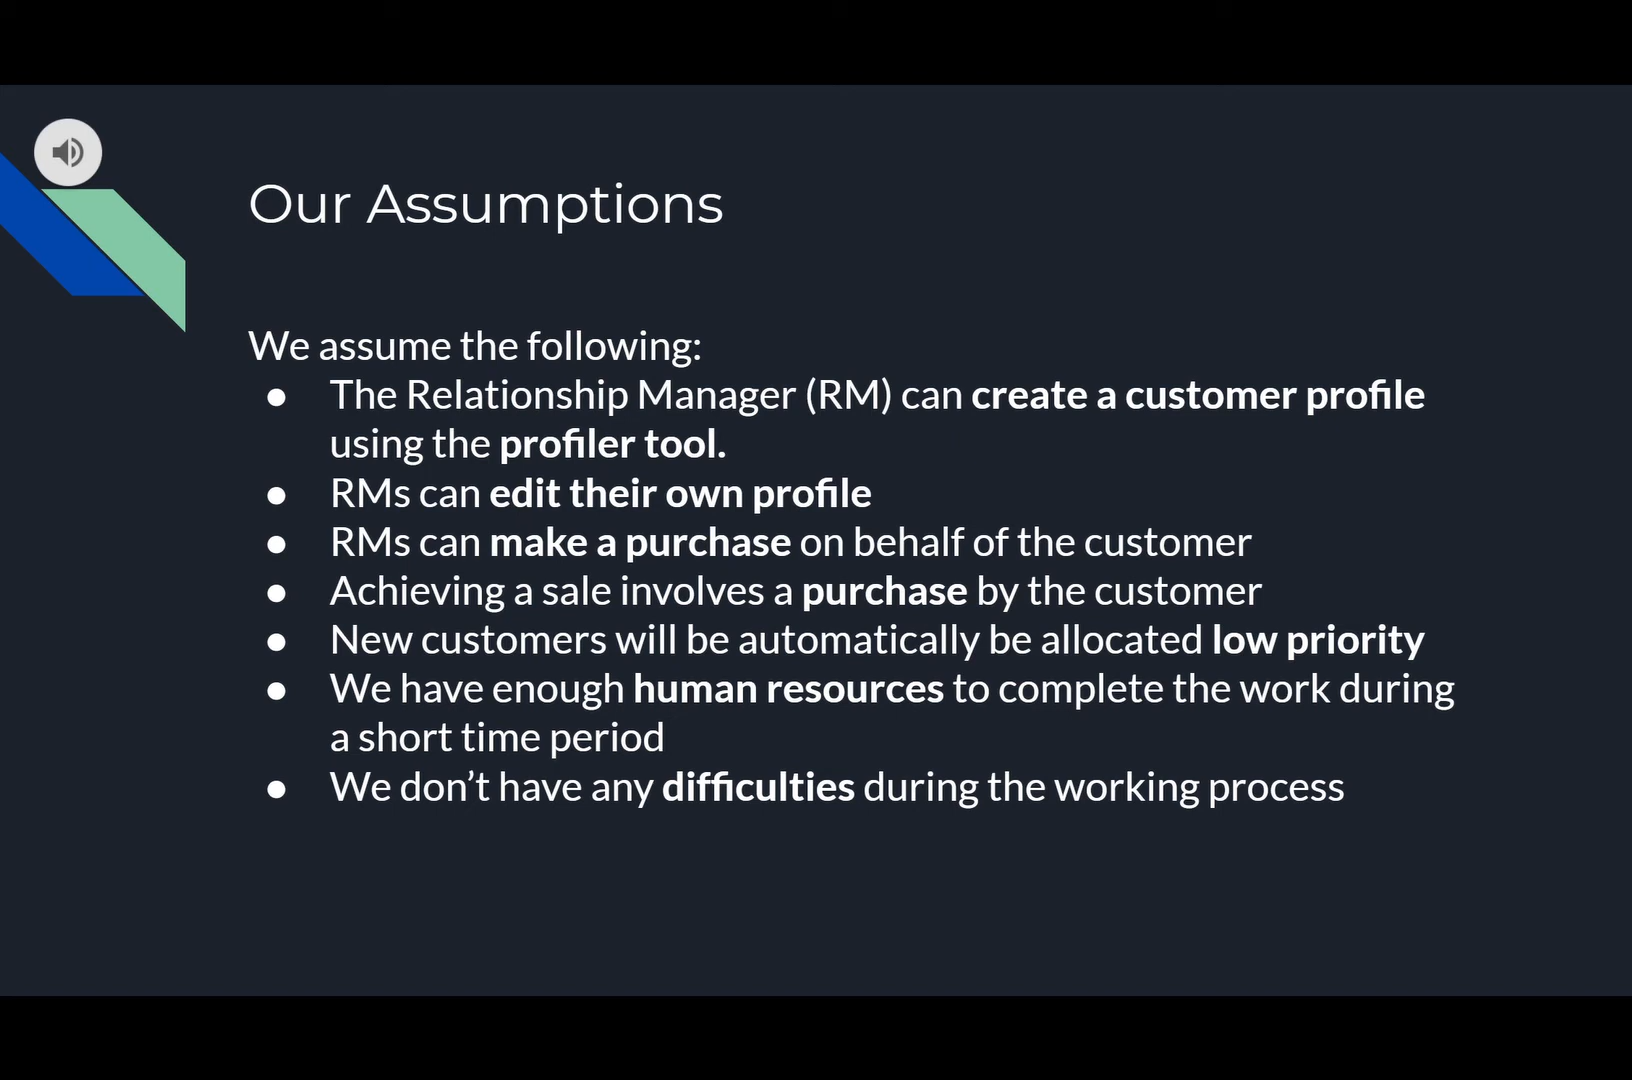 Our Assumptions
We assume the following:
● The Relationship Manager (RM) can create a customer profile
using the profiler tool.
● RMs can edit their own profile
● RMs can make a purchase on behalf of the customer
● Achieving a sale involves a purchase by the customer
● New customers will be automatically be allocated low priority
● We have enough human resources to complete the work during
a short time period
● We don’t have any difficulties during the working process